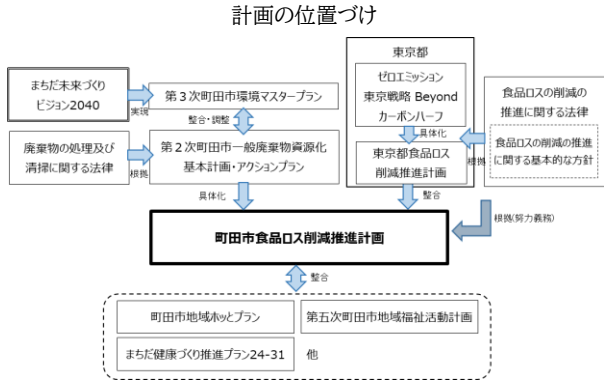 計画の位置づけ
東京都
まちだ未来づくり
ビジョン2040
実現
第3次町田市環境マスタープラン
整合・調整
廃棄物の処理及び
清掃に関する法律
根拠
第2次町田市一般廃棄物資源化
基本計画・アクションプラン
具体化
ゼロエミッション
東京戦略 Beyond
カーボンハーフ
具体化
東京都食品ロス
削減推進計画
整合
食品ロスの削減の
推進に関する法律
食品ロスの削減の推進
に関する基本的な方針
根拠
根拠(努力義務)
町田市食品ロス削減推進計画
整合
町田市地域ホッとプラン
第五次町田市地域福祉活動計画
まちだ健康づくり推進プラン24-31
他